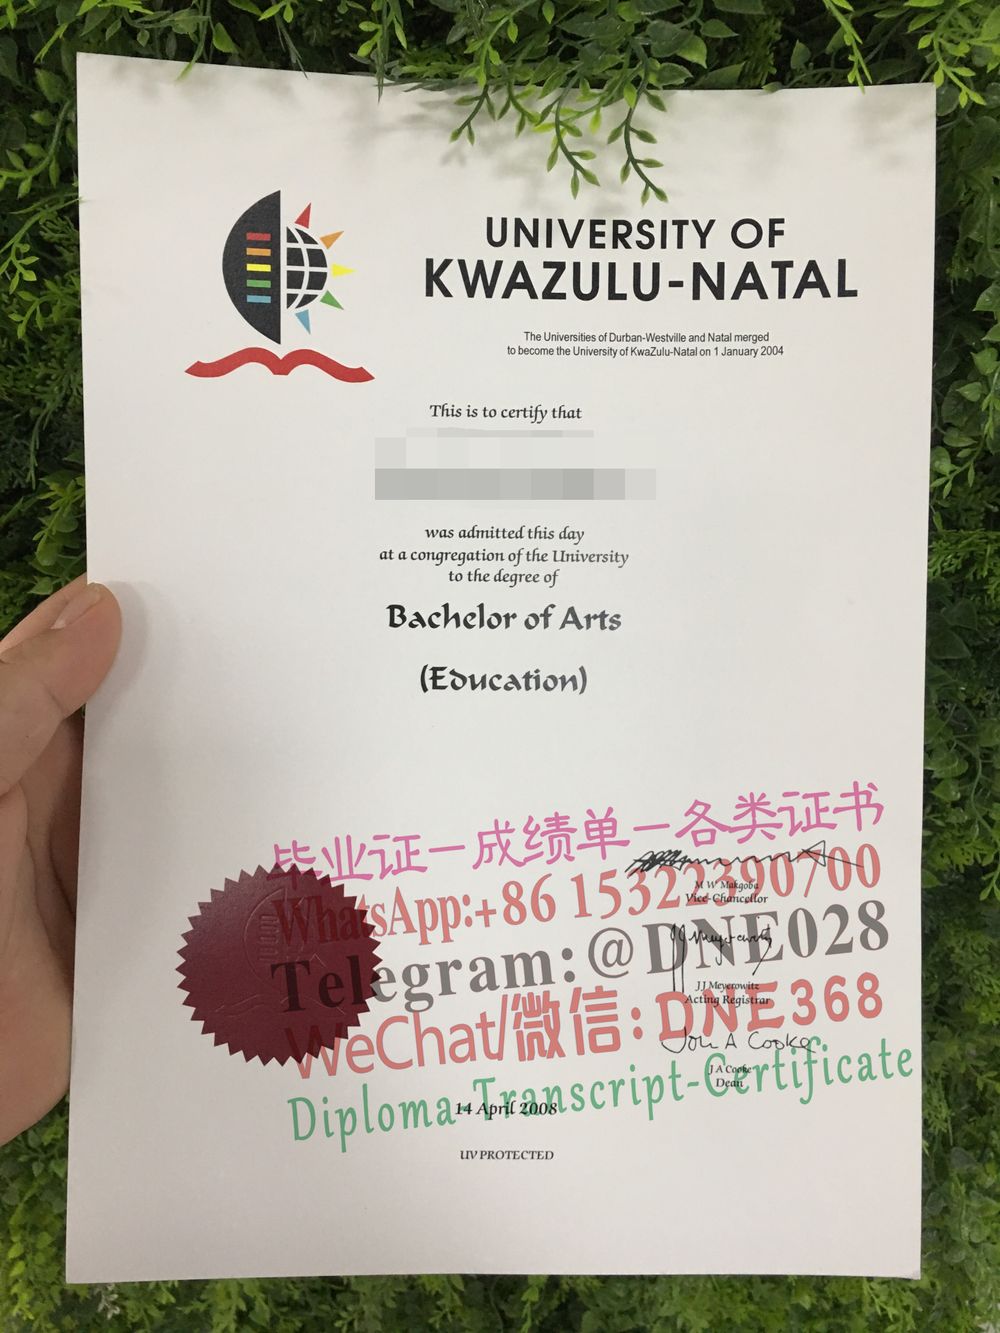 UNIVERSITY OF
KWAZULU-NATAL
The Universities of Durban-Westville and Natal merged
to become the University of KwaZulu-Natal on 1 January 2004
This is to certify that
was admitted this day
at a congregation of the University
to the degree of
Bachelor of Arts
(Education)
毕业证－成绩单－各类证书
M W Makgoba
Vice-Chancellor
WhatsApp:+86 15322390700
Telegram:@DNE028
J J Meyerowitz
Acting Registrar
WeChat/微信: DNE368
Jon A Cooke
J A Cooke
Dean
Diploma-Transcript-Certificate
14 April 2008
UV PROTECTED